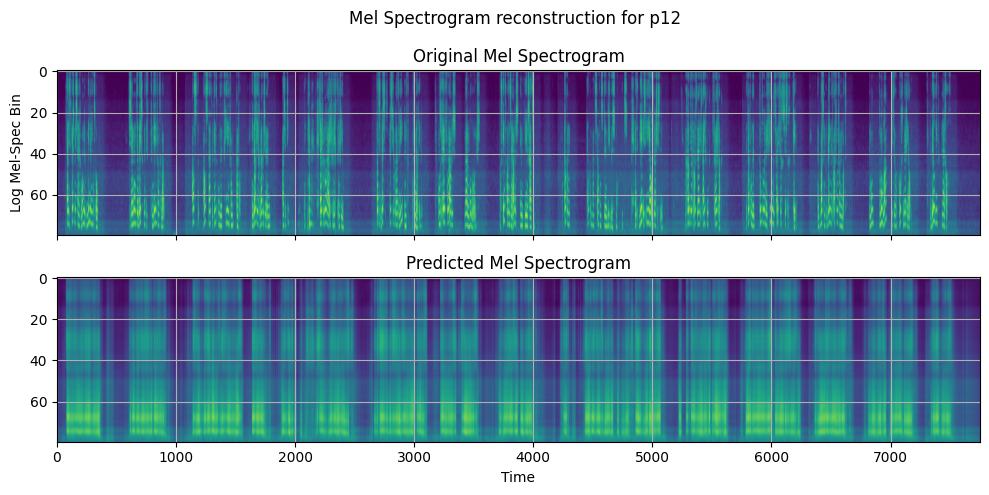 Mel Spectrogram reconstruction for p12
Original Mel Spectrogram
Log Mel-Spec Bin
0
20
40
60
Predicted Mel Spectrogram
0
20
40
60
0 1000 2000 3000 4000 5000 6000 7000
Time